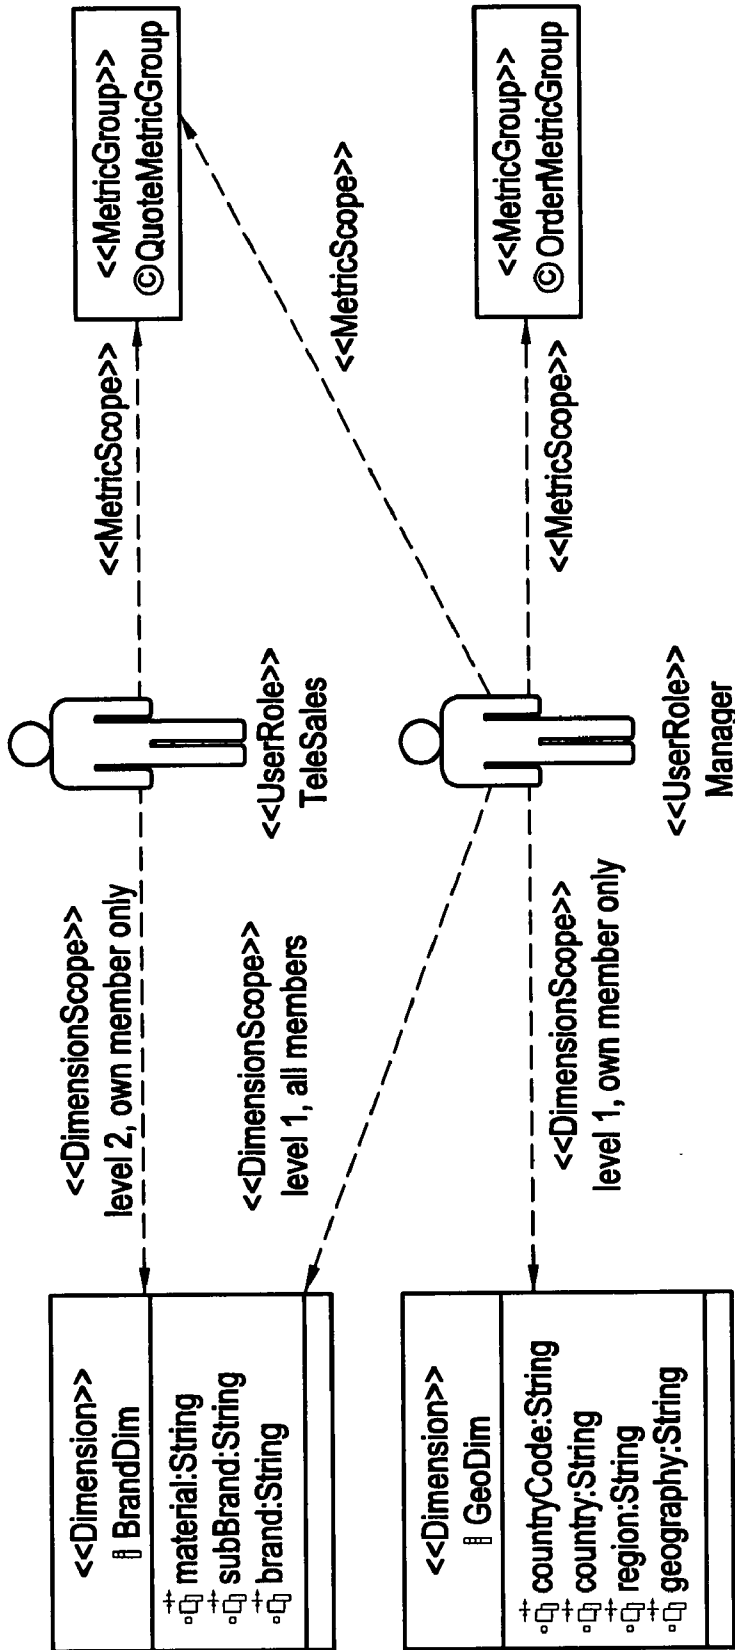 <<Dimension>>
BrandDim
material:String
subBrand:String
brand:String
<<DimensionScope>>
level 2, own member only
<<UserRole>>
TeleSales
<<MetricScope>>
<<MetricGroup>>
©QuoteMetricGroup
<<DimensionScope>>
level 1, all members
<<MetricScope>>
<<Dimension>>
GeoDim
countryCode:String
country:String
region:String
geography:String
<<DimensionScope>>
level 1, own member only
<<UserRole>>
Manager
<<MetricScope>>
<<MetricGroup>>
©OrderMetricGroup